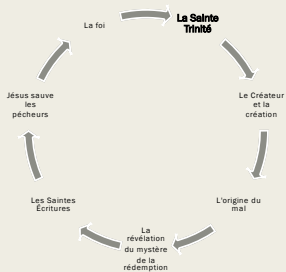 La foi
La Sainte
Trinité
Le Créateur
et la
création
L'origine du
mal
La
révélation
du mystère
de la
rédemption
Les Saintes
Écritures
Jésus sauve
les
pécheurs